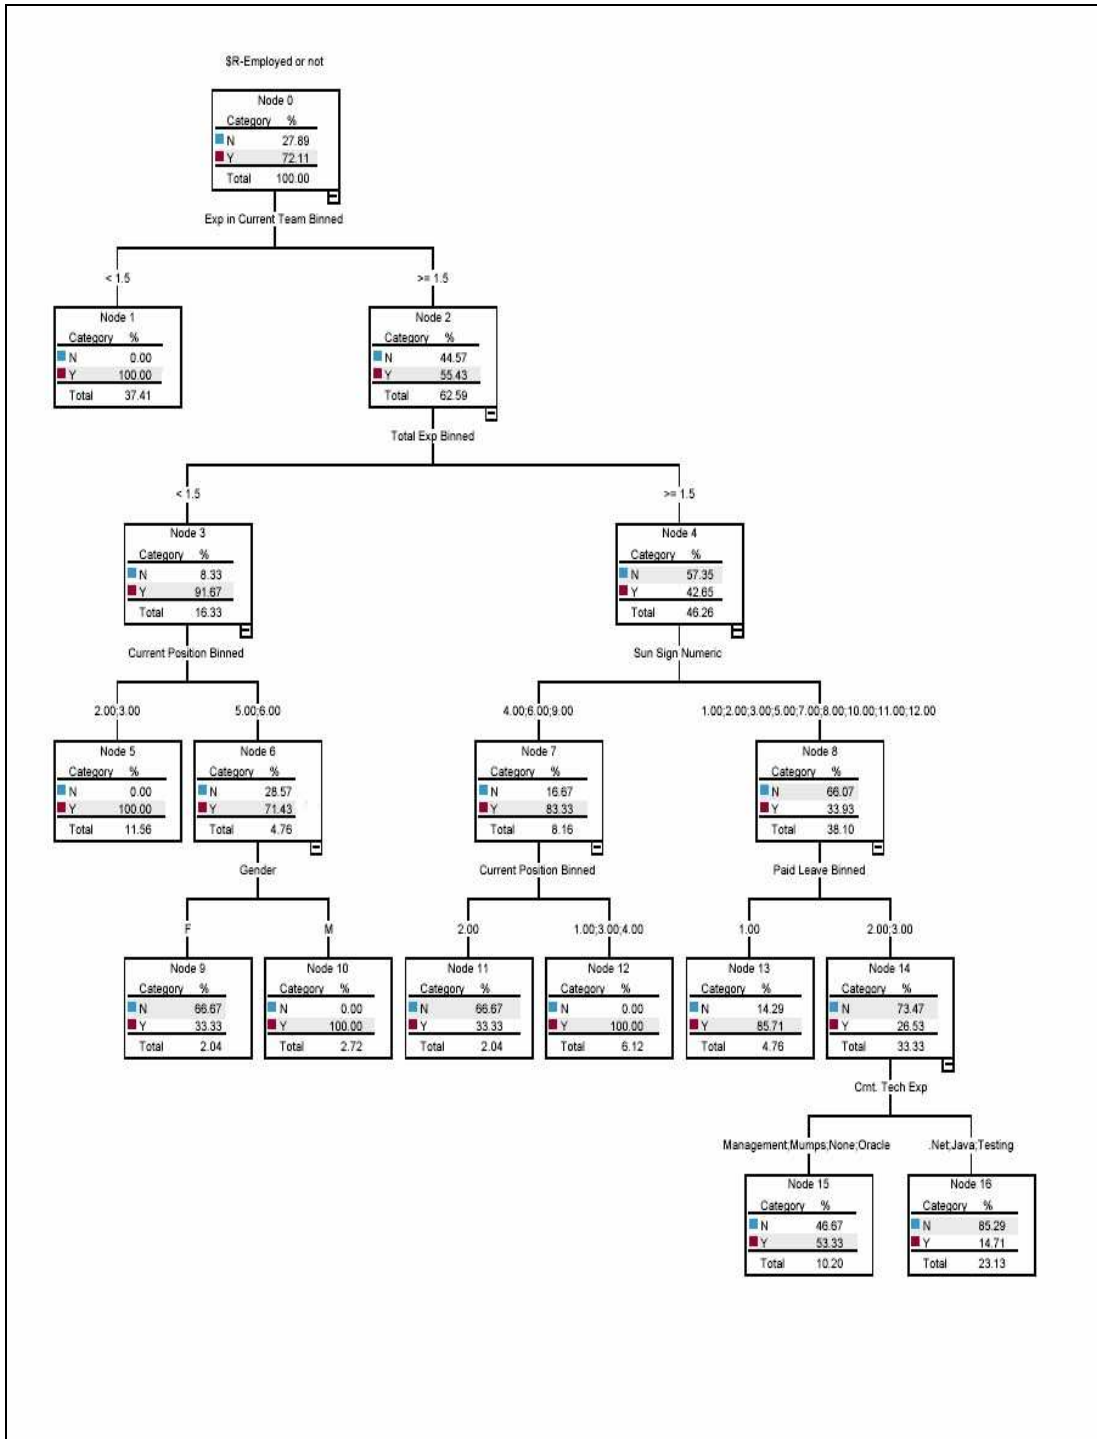 $R-Employed or not
Node 0
Category %
N 27.89
Y 72.11
Total 100.00
Exp in Current Team Binned
< 1.5
>= 1.5
Node 1
Category %
N 0.00
Y 100.00
Total 37.41
Node 2
Category %
N 44.57
Y 55.43
Total 62.59
Total Exp Binned
< 1.5
>= 1.5
Node 3
Category %
N 8.33
Y 91.67
Total 16.33
Node 4
Category %
N 57.35
Y 42.65
Total 46.26
Current Position Binned
Sun Sign Numeric
2.00;3.00
5.00;6.00
4.00;6.00;9.00
1.00;2.00;3.00;5.00;7.00;8.00;10.00;11.00;12.00
Node 5
Category %
N 0.00
Y 100.00
Total 11.56
Node 6
Category %
N 28.57
Y 71.43
Total 4.76
Node 7
Category %
N 16.67
Y 83.33
Total 8.16
Node 8
Category %
N 66.07
Y 33.93
Total 38.10
Gender
Current Position Binned
Paid Leave Binned
F
M
2.00
1.00;3.00;4.00
1.00
2.00;3.00
Node 9
Category %
N 66.67
Y 33.33
Total 2.04
Node 10
Category %
N 0.00
Y 100.00
Total 2.72
Node 11
Category %
N 66.67
Y 33.33
Total 2.04
Node 12
Category %
N 0.00
Y 100.00
Total 6.12
Node 13
Category %
N 14.29
Y 85.71
Total 4.76
Node 14
Category %
N 73.47
Y 26.53
Total 33.33
Crnt. Tech Exp
Management;Mumps;None;Oracle
.Net;Java;Testing
Node 15
Category %
N 46.67
Y 53.33
Total 10.20
Node 16
Category %
N 85.29
Y 14.71
Total 23.13